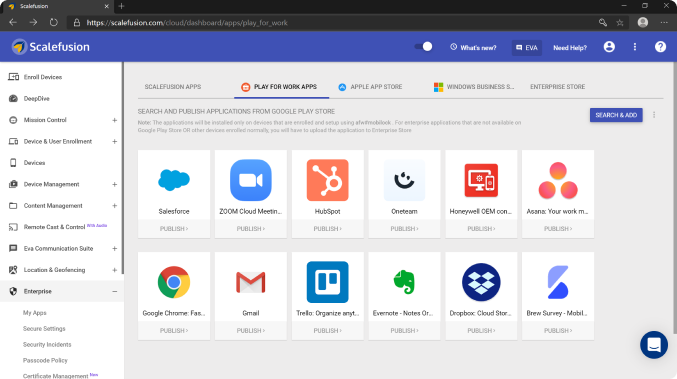 Scalefusion
https://scalefusion.com/cloud/dashboard/apps/play_for_work
Scalefusion
What's new?
EVA
Need Help?
Enroll Devices
DeepDive
Mission Control
Device & User Enrollment
Devices
Device Management
Content Management
Remote Cast & Control With Audio
Eva Communication Suite
Location & Geofencing
Enterprise
My Apps
Secure Settings
Security Incidents
Passcode Policy
Certificate Management New
SCALEFUSION APPS
PLAY FOR WORK APPS
APPLE APP STORE
WINDOWS BUSINESS S...
ENTERPRISE STORE
SEARCH AND PUBLISH APPLICATIONS FROM GOOGLE PLAY STORE
Note: The applications will be installed only on devices that are enrolled and setup using afw#mobilock . For enterprise applications that are not available on
Google Play Store OR other devices enrolled normally, you will have to upload the application to Enterprise Store
SEARCH & ADD
Salesforce
ZOOM Cloud Meetin...
HubSpot
Oneteam
Honeywell OEM con...
Asana: Your work m...
PUBLISH
PUBLISH
PUBLISH
PUBLISH
PUBLISH
PUBLISH
Google Chrome: Fas...
Gmail
Trello: Organize anyt...
Evernote - Notes Or...
Dropbox: Cloud Stor...
Brew Survey - Mobil...
PUBLISH
PUBLISH
PUBLISH
PUBLISH
PUBLISH
PUBLISH